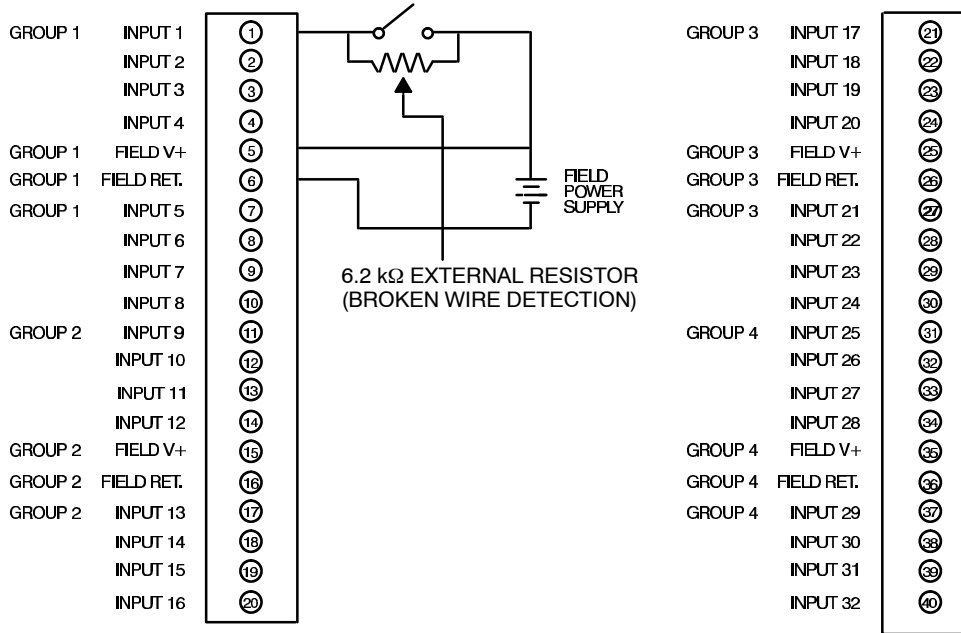 GROUP 1 INPUT 1 1
INPUT 2 2
INPUT 3 3
INPUT 4 4
GROUP 1 FIELD V+ 5
GROUP 1 FIELD RET. 6
GROUP 1 INPUT 5 7
INPUT 6 8
INPUT 7 9
INPUT 8 10
GROUP 2 INPUT 9 11
INPUT 10 12
INPUT 11 13
INPUT 12 14
GROUP 2 FIELD V+ 15
GROUP 2 FIELD RET. 16
GROUP 2 INPUT 13 17
INPUT 14 18
INPUT 15 19
INPUT 16 20
FIELD
POWER
SUPPLY
6.2 kΩ EXTERNAL RESISTOR
(BROKEN WIRE DETECTION)
GROUP 3 INPUT 17 21
INPUT 18 22
INPUT 19 23
INPUT 20 24
GROUP 3 FIELD V+ 25
GROUP 3 FIELD RET. 26
GROUP 3 INPUT 21 27
INPUT 22 28
INPUT 23 29
INPUT 24 30
GROUP 4 INPUT 25 31
INPUT 26 32
INPUT 27 33
INPUT 28 34
GROUP 4 FIELD V+ 35
GROUP 4 FIELD RET. 36
GROUP 4 INPUT 29 37
INPUT 30 38
INPUT 31 39
INPUT 32 40